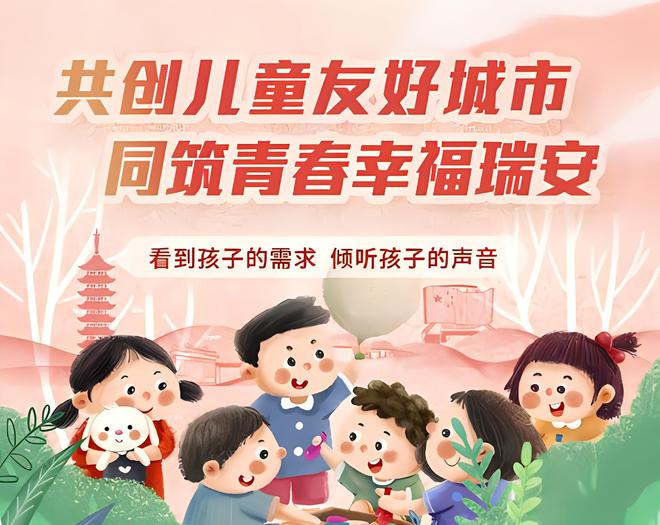 共创儿童友好城市
同筑青春幸福瑞安
看到孩子的需求 倾听孩子的声音